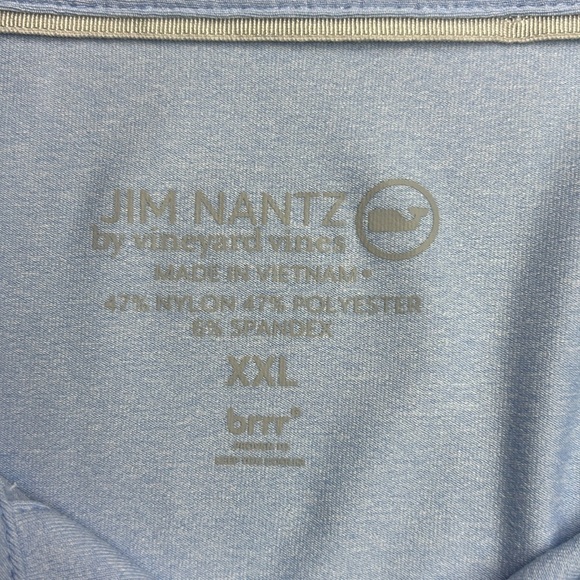 JIM NANTZ
by vineyard vines
MADE IN VIETNAM •
47% NYLON 47% POLYESTER
6% SPANDEX
XXL
brrr°